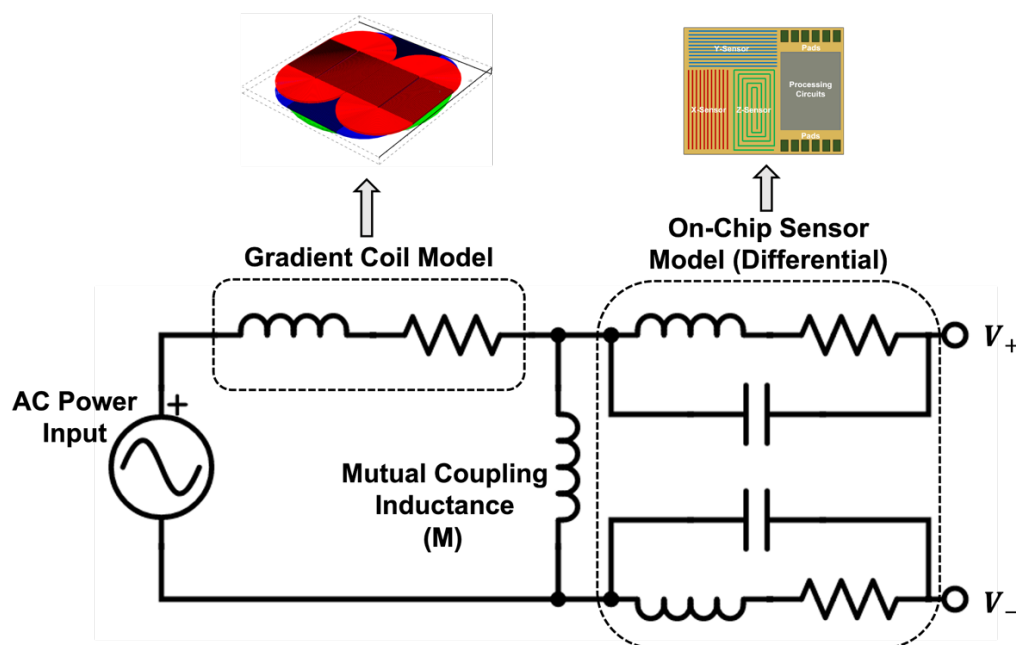 Y-Sensor
Pads
X-Sensor
Z-Sensor
Processing
Circuits
Pads
Gradient Coil Model
On-Chip Sensor
Model (Differential)
V+
AC Power
Input
+
Mutual Coupling
Inductance
(M)
V−